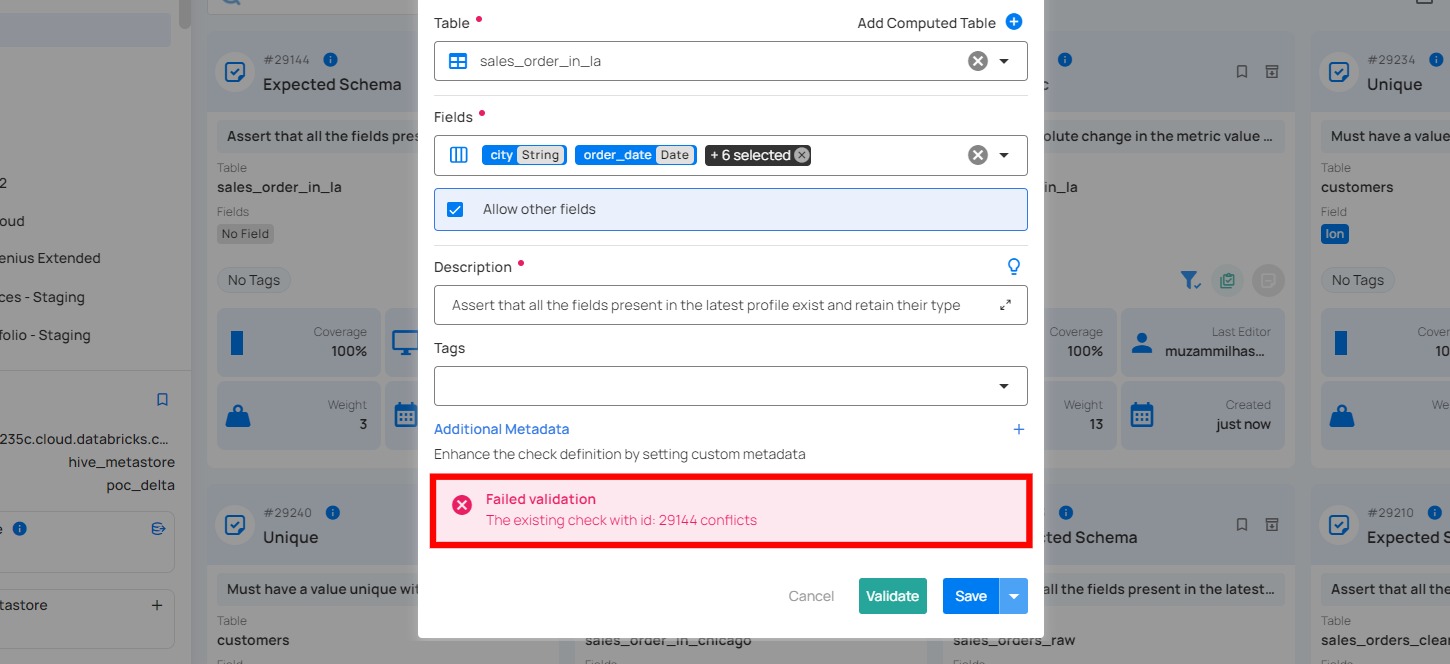 Table *
Add Computed Table
sales_order_in_la
Fields *
city String order_date Date + 6 selected
Allow other fields
Description *
Assert that all the fields present in the latest profile exist and retain their type
Tags
Additional Metadata
+
Enhance the check definition by setting custom metadata
Failed validation
The existing check with id: 29144 conflicts
Cancel
Validate
Save
2
oud
enius Extended
ces - Staging
folio - Staging
235c.cloud.databricks.c...
hive_metastore
poc_delta
e
tastore
+
#29144
Expected Schema
Assert that all the fields pres
Table
sales_order_in_la
Fields
No Field
No Tags
Coverage
100%
Weight
3
c
olute change in the metric value ...
in_la
Coverage
100%
Last Editor
muzammilhas...
Weight
13
Created
just now
#29234
Unique
Must have a value
Table
customers
Field
lon
No Tags
Cover
10
We
#29240
Unique
Must have a value unique wit
Table
customers
Field
sales_order_in_chicago
cted Schema
all the fields present in the latest...
sales_orders_raw
#29210
Expected S
Assert that all the
Table
sales_orders_clea
Field